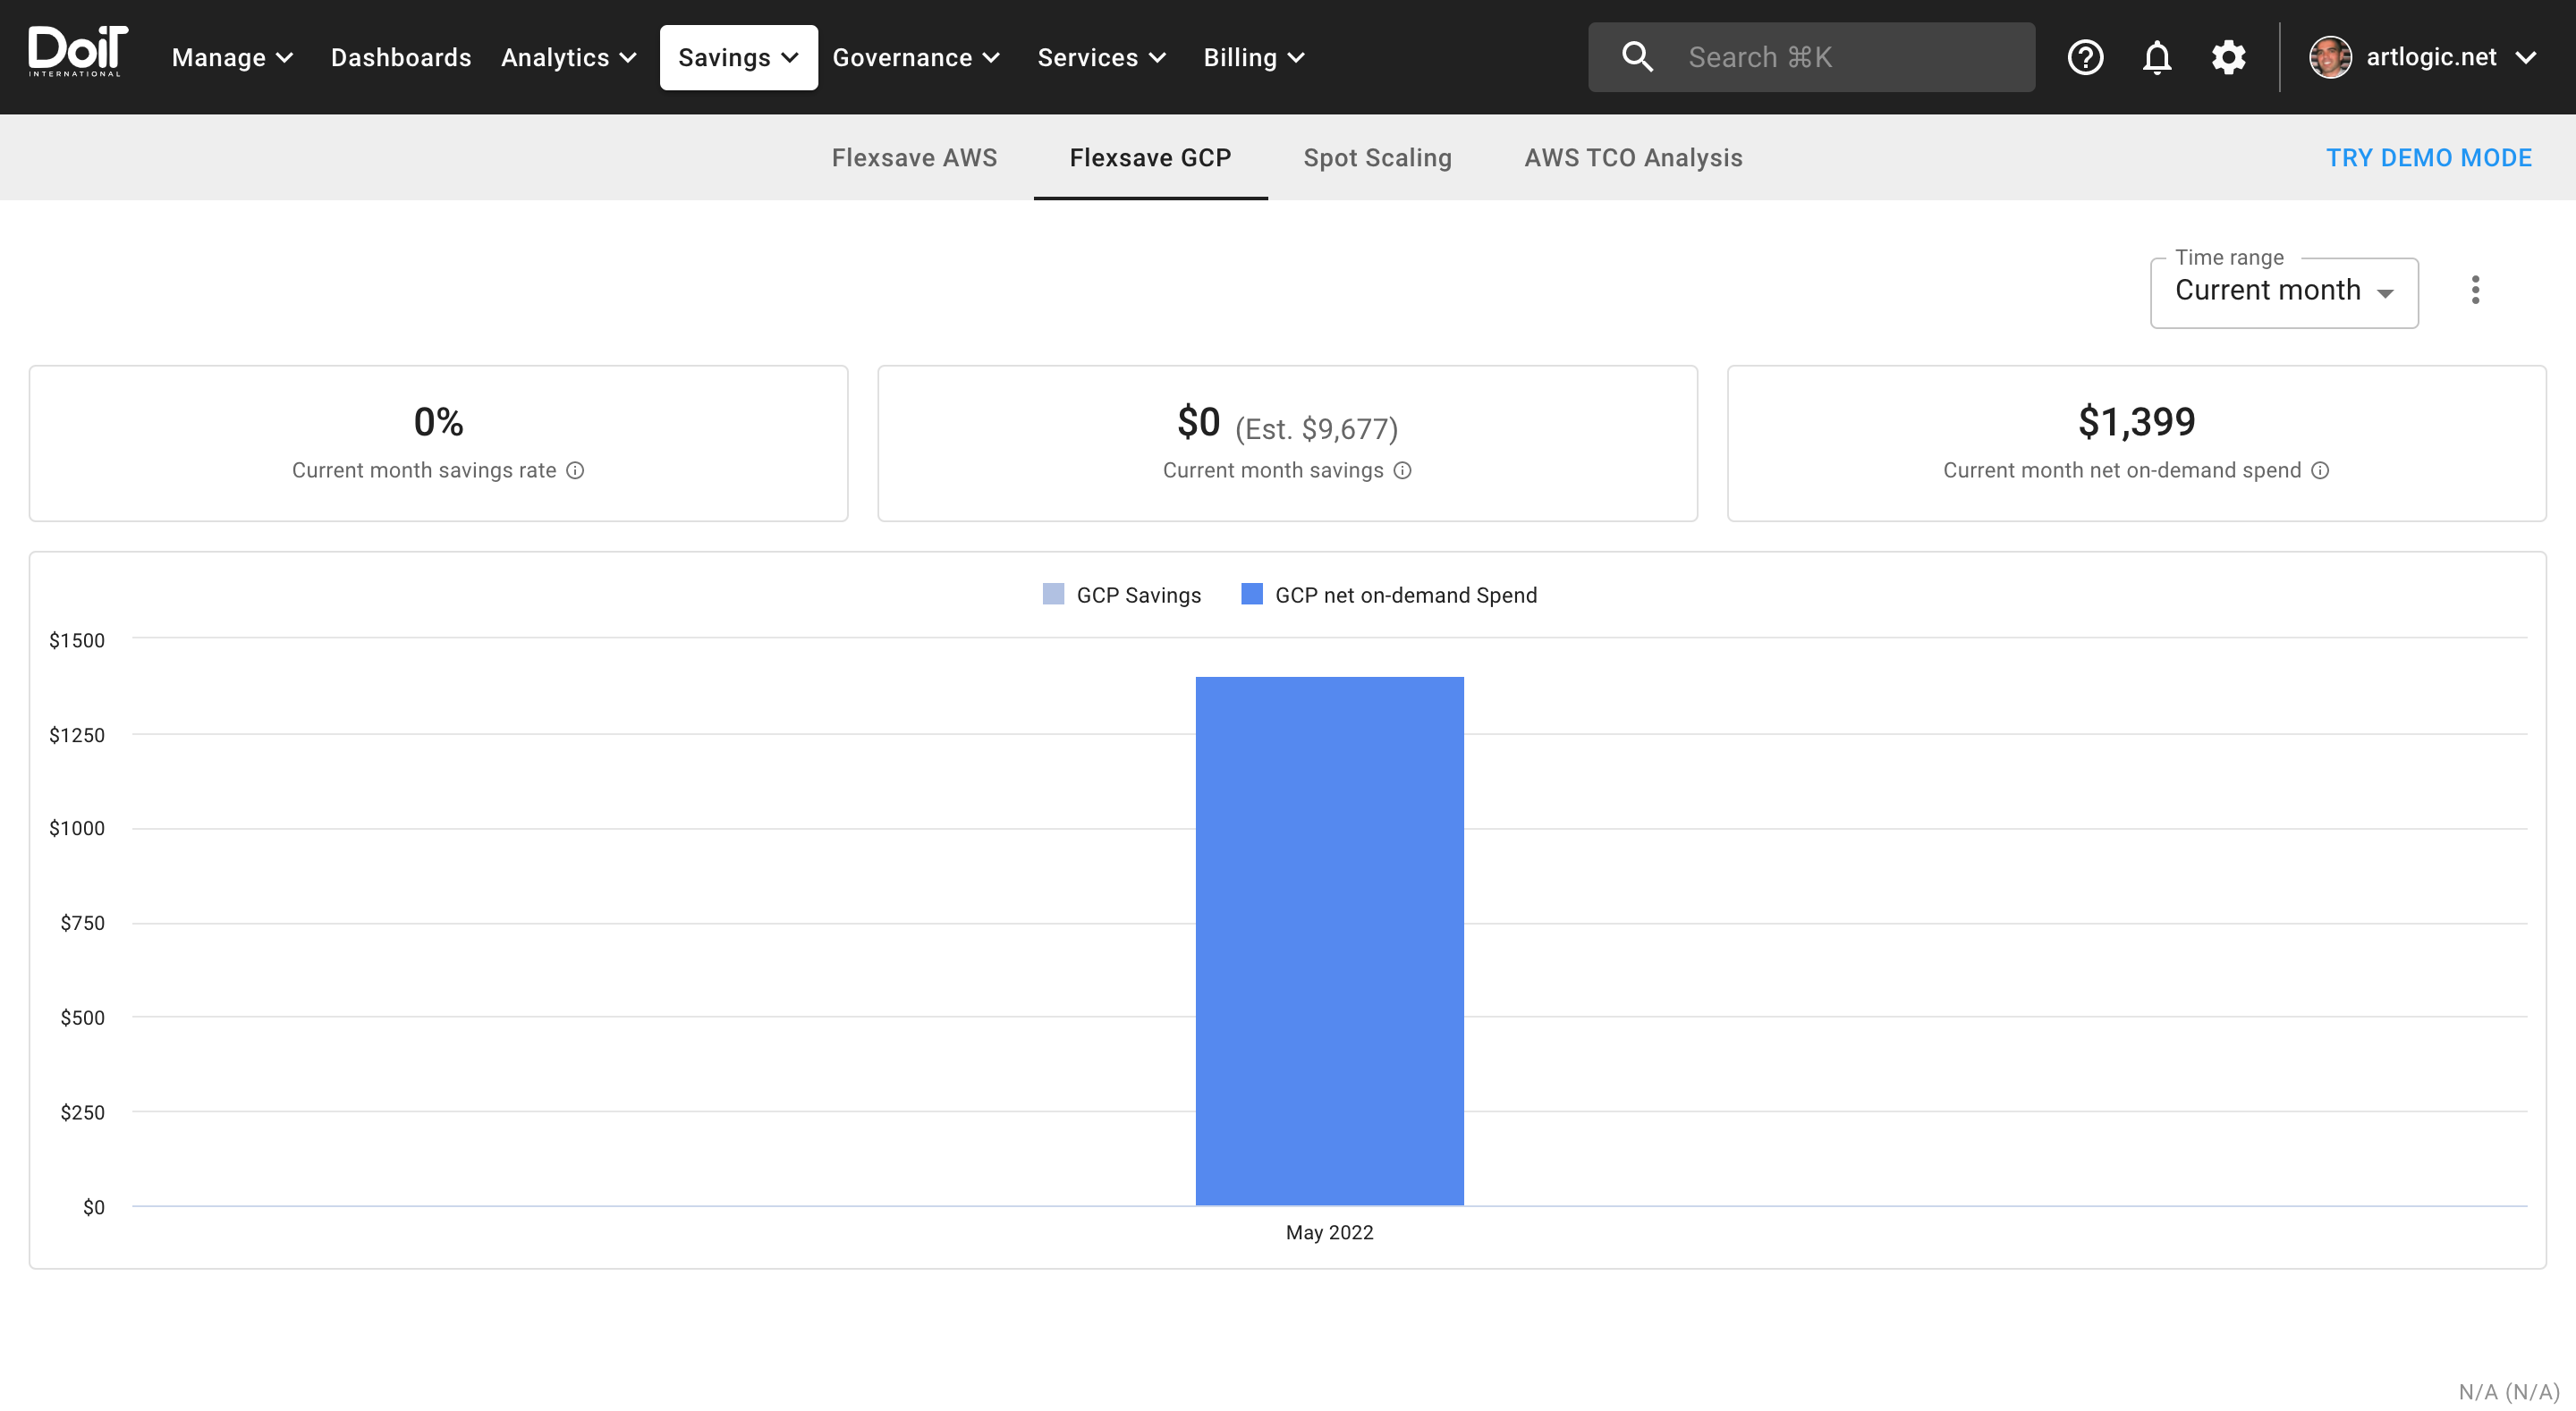 DoiT
INTERNATIONAL
Manage Dashboards Analytics Savings Governance Services Billing Search ⌘K artlogic.net
Flexsave AWS Flexsave GCP Spot Scaling AWS TCO Analysis TRY DEMO MODE
Time range
Current month
0%
Current month savings rate
$0 (Est. $9,677)
Current month savings
$1,399
Current month net on-demand spend
GCP Savings GCP net on-demand Spend
$1500
$1250
$1000
$750
$500
$250
$0
May 2022
N/A (N/A)